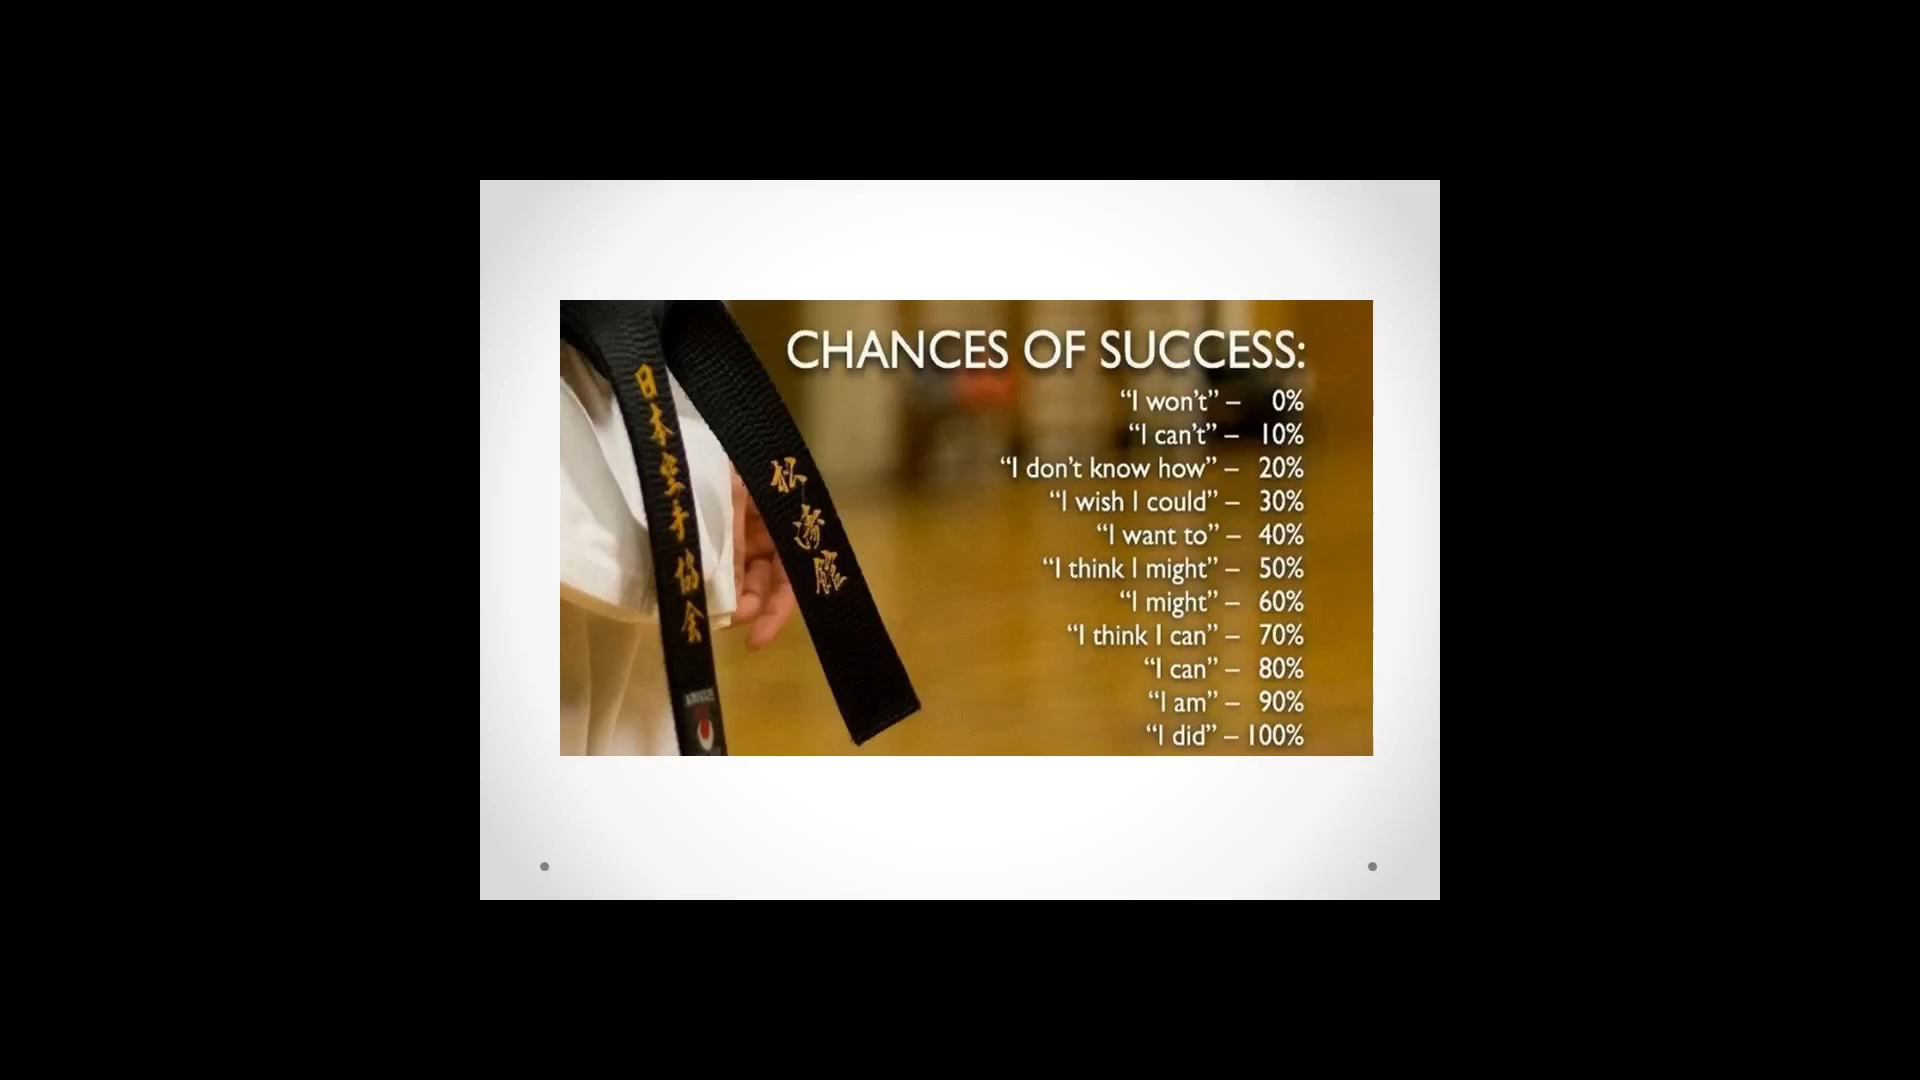 CHANCES OF SUCCESS:
“I won’t” – 0%
“I can’t” – 10%
“I don’t know how” – 20%
“I wish I could” – 30%
“I want to” – 40%
“I think I might” – 50%
“I might” – 60%
“I think I can” – 70%
“I can” – 80%
“I am” – 90%
“I did” – 100%
日本空手協会
松濤館